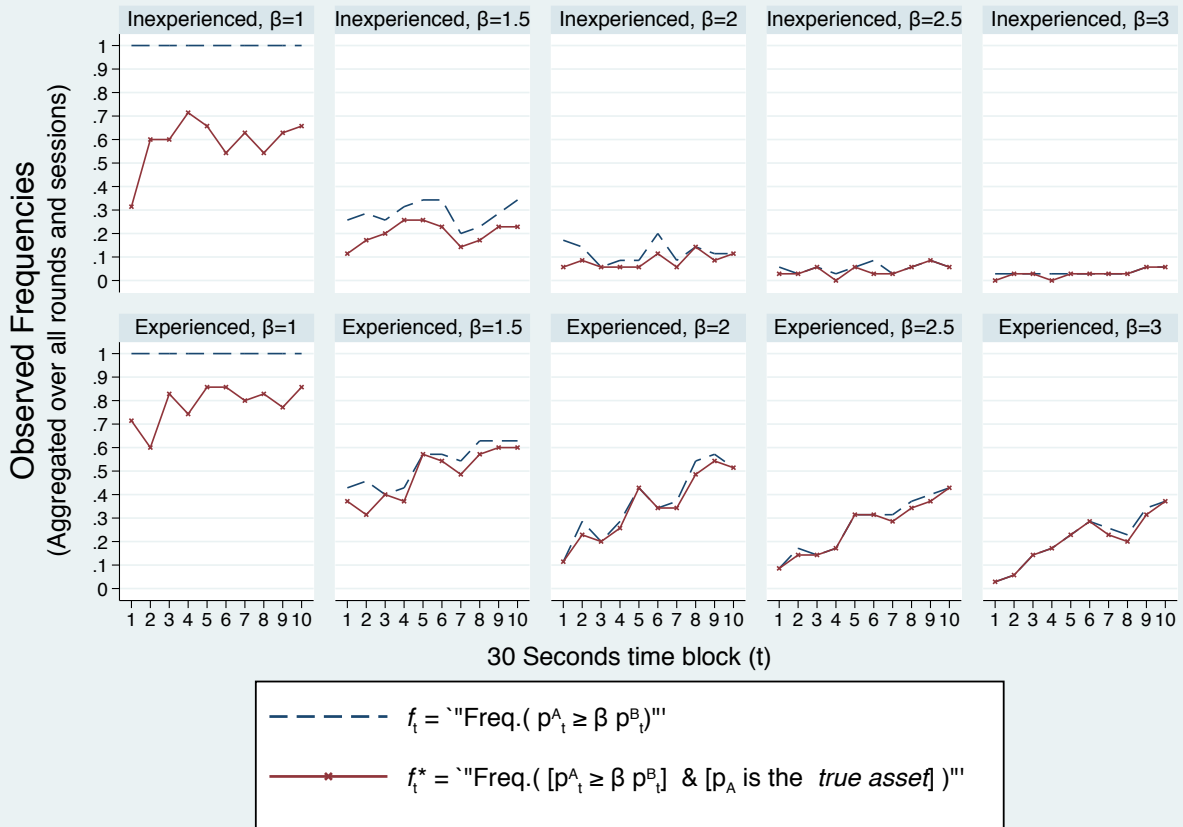 Inexperienced, β=1 Inexperienced, β=1.5 Inexperienced, β=2 Inexperienced, β=2.5 Inexperienced, β=3
1
.9
.8
.7
.6
.5
.4
.3
.2
.1
0
Experienced, β=1 Experienced, β=1.5 Experienced, β=2 Experienced, β=2.5 Experienced, β=3
1
.9
.8
.7
.6
.5
.4
.3
.2
.1
0
Observed Frequencies
(Aggregated over all rounds and sessions)
1 2 3 4 5 6 7 8 9 10 1 2 3 4 5 6 7 8 9 10 1 2 3 4 5 6 7 8 9 10 1 2 3 4 5 6 7 8 9 10 1 2 3 4 5 6 7 8 9 10
30 Seconds time block (t)
f_t = `"Freq.( p^A_t ≥ β p^B_t)"'
f_t* = `"Freq.( [p^A_t ≥ β p^B_t] & [p_A is the true asset] )"'